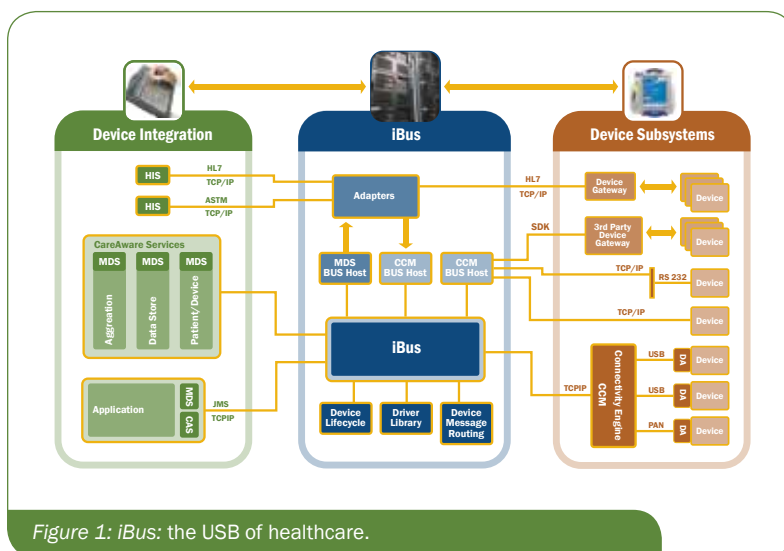 Device Integration
iBus
Device Subsystems
HIS
HL7
TCP/IP
HIS
ASTM
TCP/IP
CareAware Services
MDS
MDS
MDS
Aggreation
Data Store
Patient/Device
Application
MDS
CAS
JMS
TCPIP
Adapters
MDS
BUS Host
CCM
BUS Host
CCM
BUS Host
iBus
Device
Lifecycle
Driver
Library
Device
Message
Routing
HL7
TCP/IP
Device
Gateway
Device
SDK
3rd Party
Device
Gateway
Device
TCP/IP
RS 232
Device
TCP/IP
Device
TCPIP
Connectivity Engine
CCM
USB
DA
Device
USB
DA
Device
PAN
DA
Device
Figure 1: iBus: the USB of healthcare.